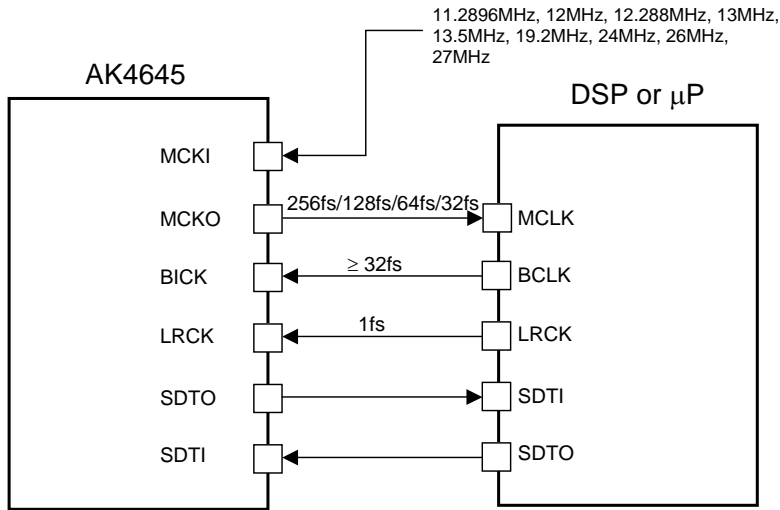 11.2896MHz, 12MHz, 12.288MHz, 13MHz,
13.5MHz, 19.2MHz, 24MHz, 26MHz,
27MHz
AK4645
DSP or μP
MCKI
MCKO
256fs/128fs/64fs/32fs
MCLK
BICK
≥ 32fs
BCLK
LRCK
1fs
LRCK
SDTO
SDTI
SDTI
SDTO